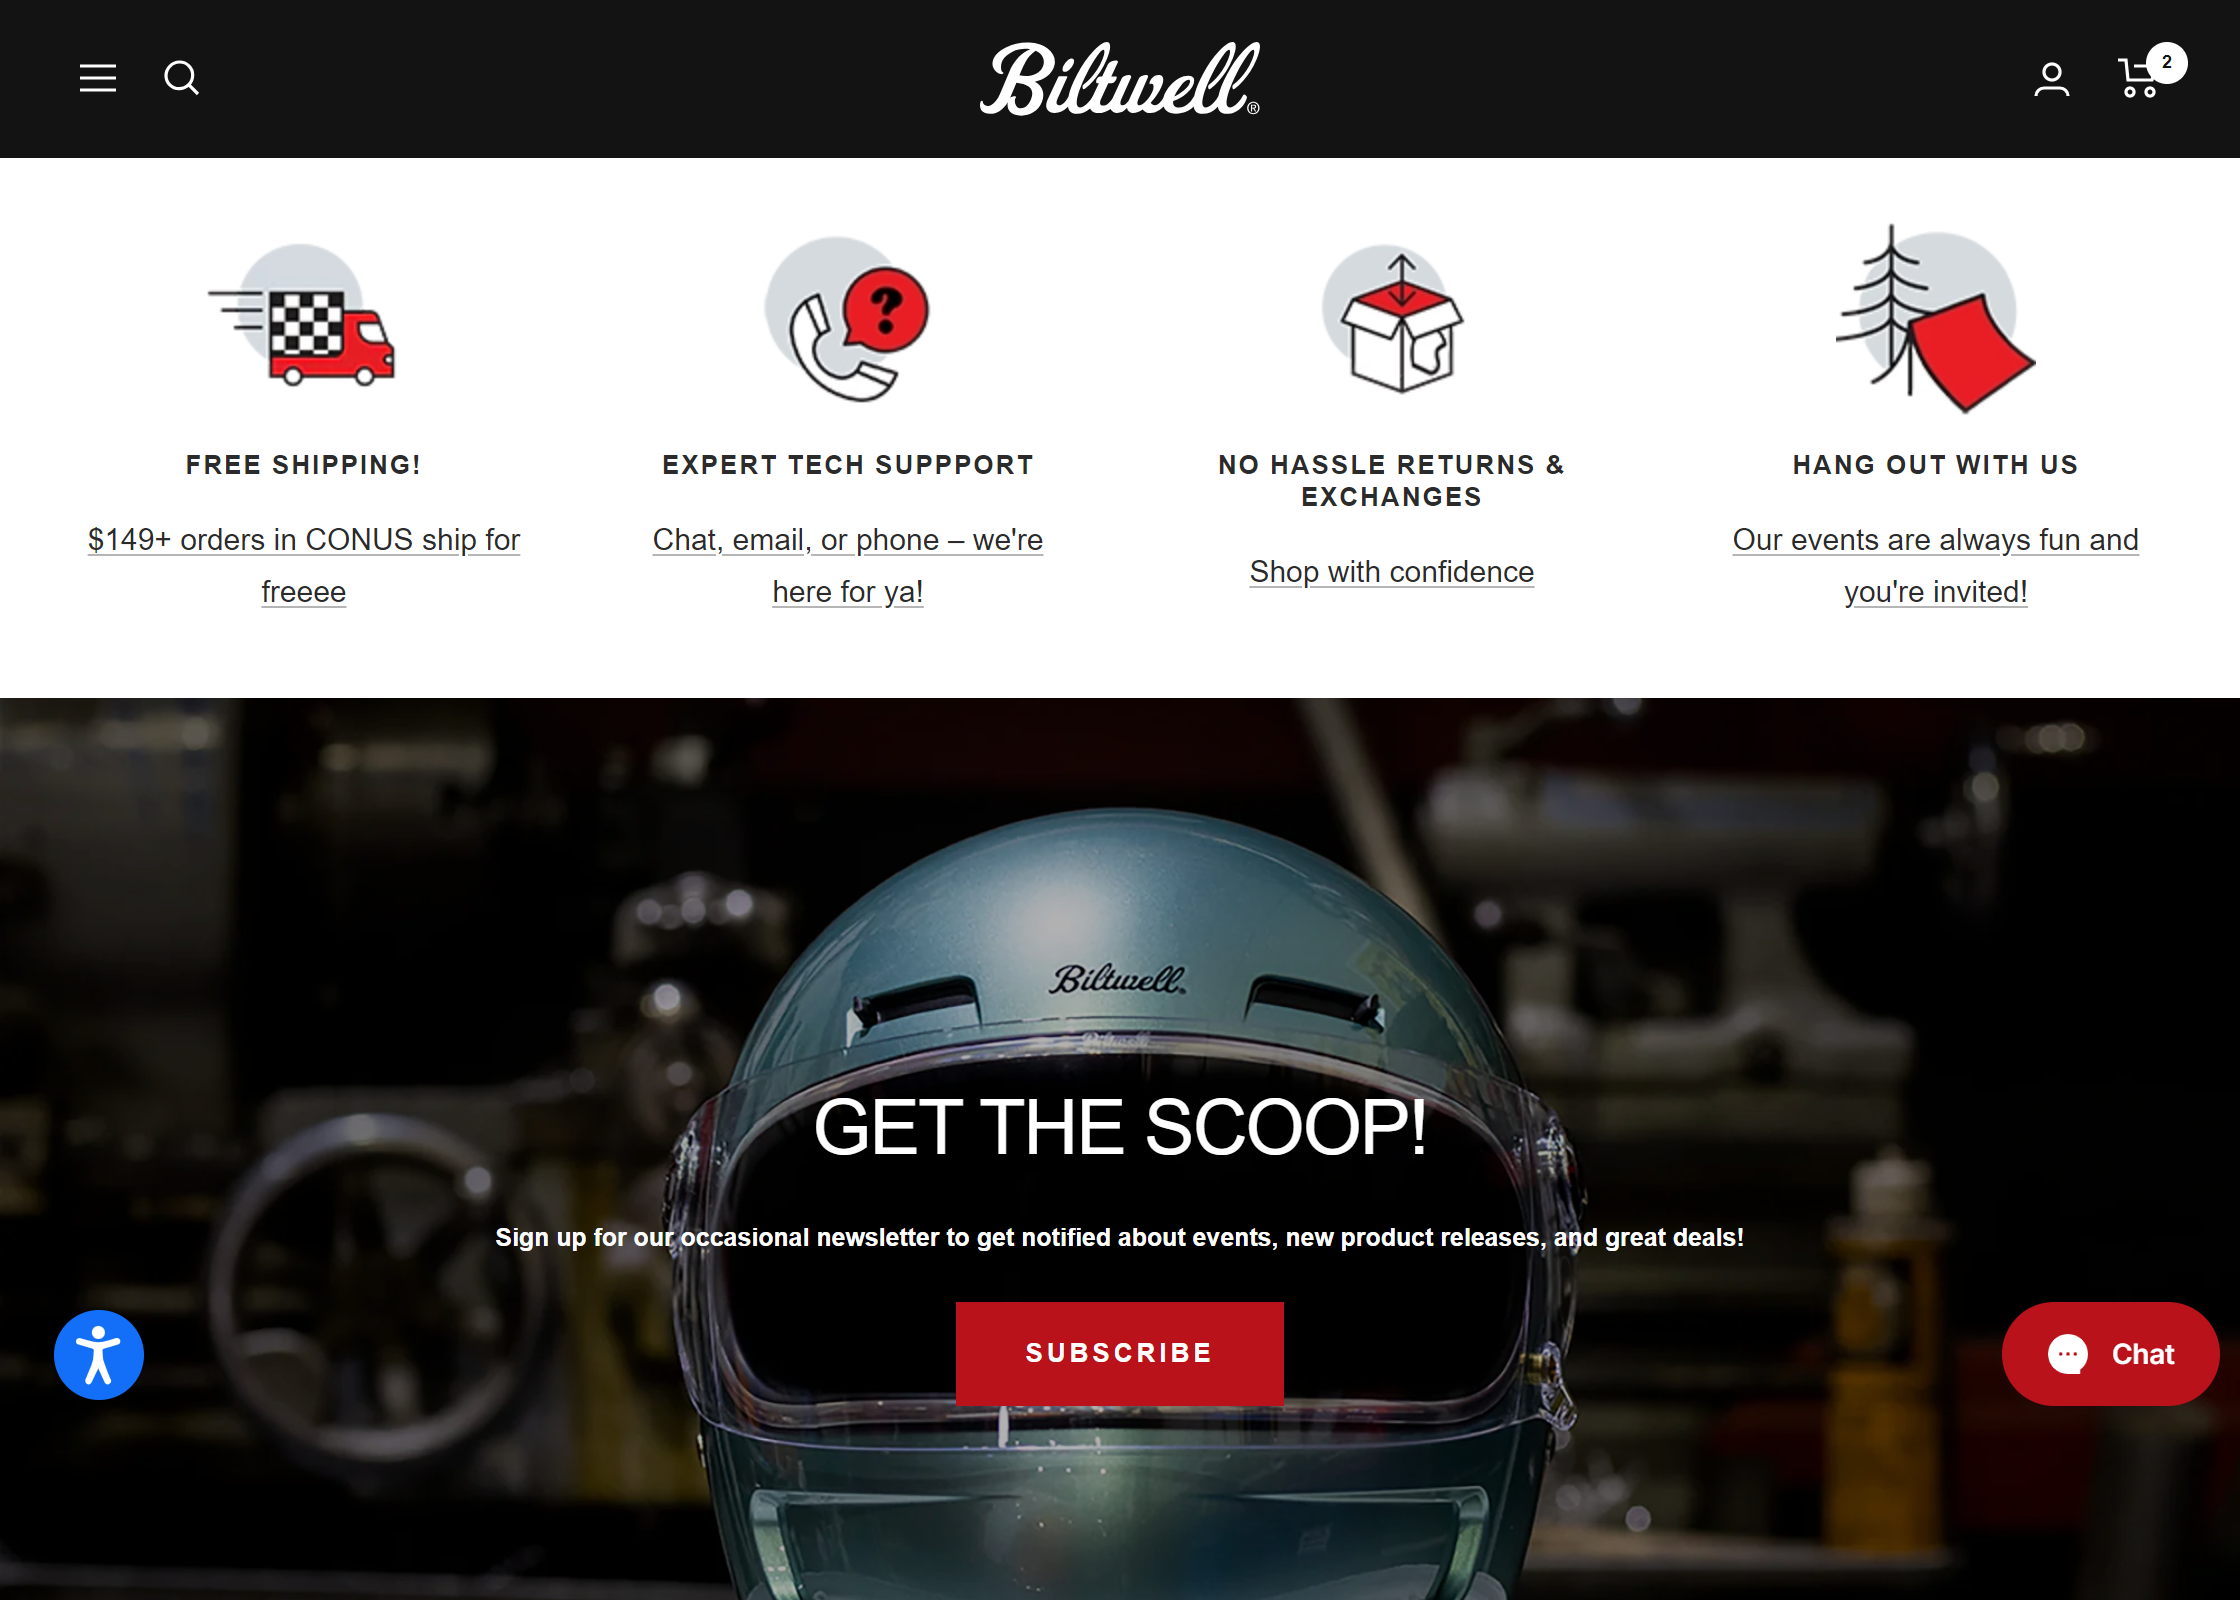 Biltwell®
2
FREE SHIPPING!
$149+ orders in CONUS ship for
freeee
EXPERT TECH SUPPPORT
Chat, email, or phone – we're
here for ya!
NO HASSLE RETURNS &
EXCHANGES
Shop with confidence
HANG OUT WITH US
Our events are always fun and
you're invited!
Biltwell
GET THE SCOOP!
Sign up for our occasional newsletter to get notified about events, new product releases, and great deals!
SUBSCRIBE
Chat